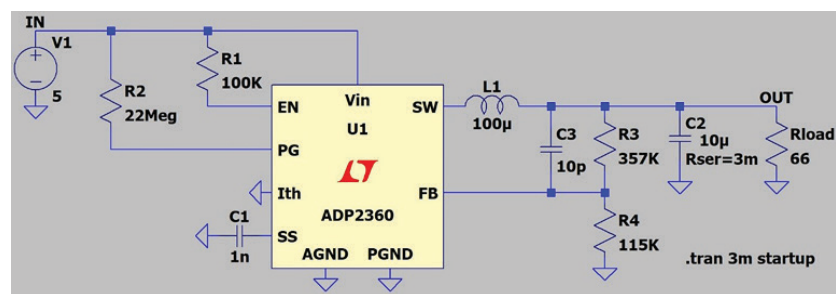 IN
V1
5
R2
22Meg
R1
100K
EN
Vin
SW
U1
PG
Ith
FB
ADP2360
SS
AGND
PGND
C1
1n
L1
100µ
C3
10p
R3
357K
C2
10µ
Rser=3m
OUT
Rload
66
R4
115K
.tran 3m startup